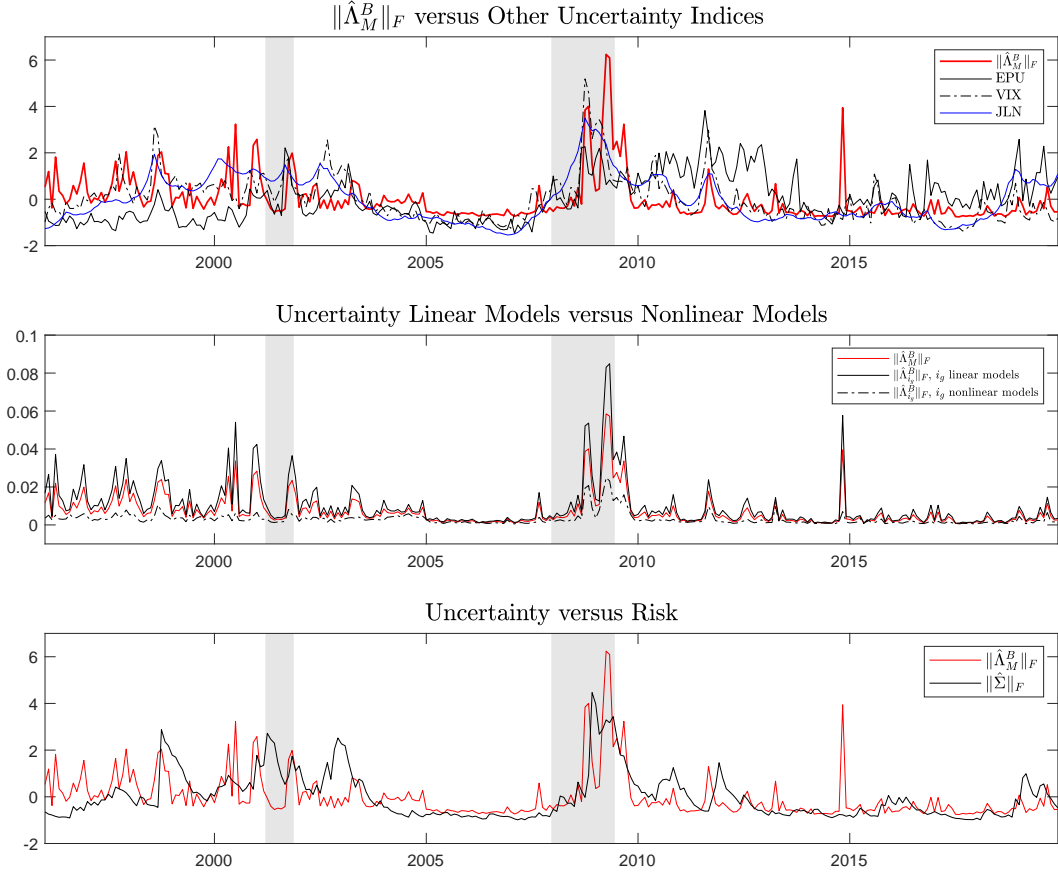 ‖Λ̂_M^B‖_F versus Other Uncertainty Indices
6
4
2
0
-2
2000
2005
2010
2015
‖Λ̂_M^B‖_F
EPU
VIX
JLN
Uncertainty Linear Models versus Nonlinear Models
0.1
0.08
0.06
0.04
0.02
0
2000
2005
2010
2015
‖Λ̂_M^B‖_F
‖Λ̂_{i_g}^B‖_F, i_g linear models
‖Λ̂_{i_g}^B‖_F, i_g nonlinear models
Uncertainty versus Risk
6
4
2
0
-2
2000
2005
2010
2015
‖Λ̂_M^B‖_F
‖Σ̂‖_F